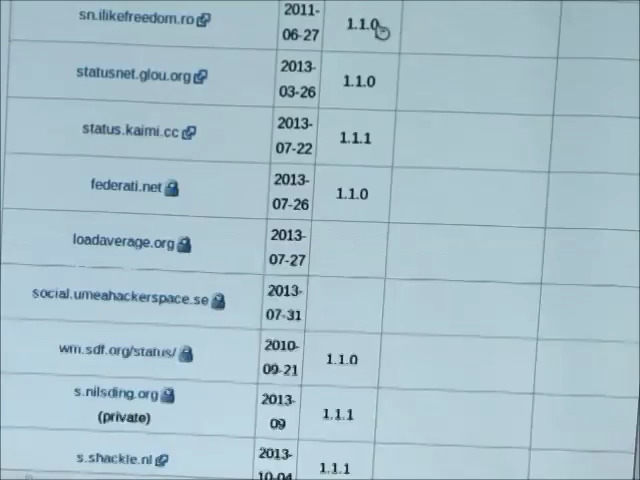 sn.ilikefreedom.ro 2011-06-27 1.1.0
statusnet.glou.org 2013-03-26 1.1.0
status.kaimi.cc 2013-07-22 1.1.1
federati.net 2013-07-26 1.1.0
loadaverage.org 2013-07-27
social.umeahackerspace.se 2013-07-31
wm.sdf.org/status/ 2010-09-21 1.1.0
s.nilsding.org (private) 2013-09 1.1.1
s.shackle.nl 2013-10-04 1.1.1